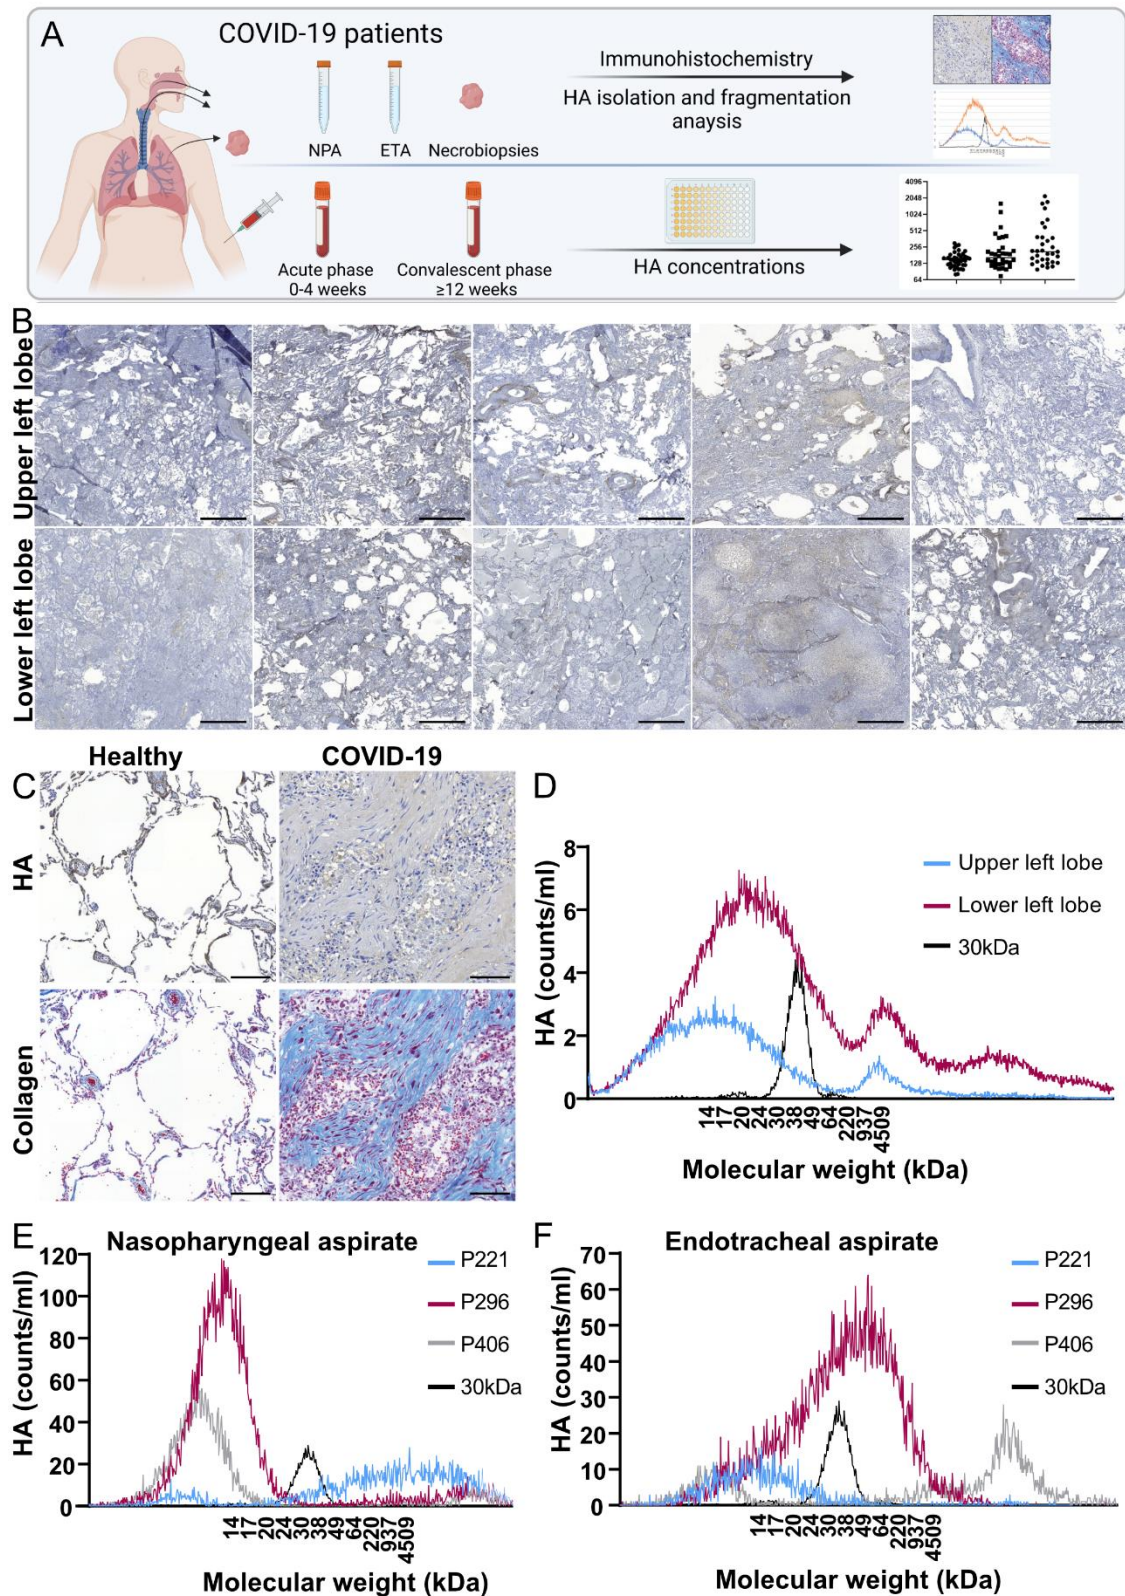 A
COVID-19 patients
NPA
ETA
Necrobiopsies
Immunohistochemistry
HA isolation and fragmentation
anaysis
Acute phase
0-4 weeks
Convalescent phase
≥12 weeks
HA concentrations
4096
2048
1024
512
256
128
64
B
Upper left lobe
Lower left lobe
C
Healthy
COVID-19
HA
Collagen
D
HA (counts/ml)
8
6
4
2
0
Upper left lobe
Lower left lobe
30kDa
14
17
20
24
30
38
49
64
220
937
4509
Molecular weight (kDa)
E
Nasopharyngeal aspirate
HA (counts/ml)
120
100
80
60
40
20
0
P221
P296
P406
30kDa
14
17
20
24
30
38
49
64
220
937
4509
Molecular weight (kDa)
F
Endotracheal aspirate
HA (counts/ml)
70
60
50
40
30
20
10
0
P221
P296
P406
30kDa
14
17
20
24
30
38
49
64
220
937
4509
Molecular weight (kDa)